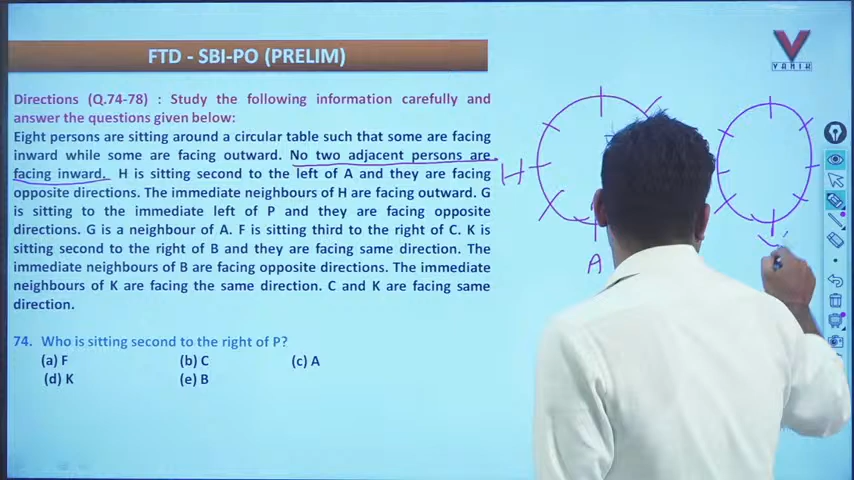 FTD - SBI-PO (PRELIM)
VANIK
Directions (Q.74-78) : Study the following information carefully and
answer the questions given below:
Eight persons are sitting around a circular table such that some are facing
inward while some are facing outward. No two adjacent persons are
facing inward. H is sitting second to the left of A and they are facing
opposite directions. The immediate neighbours of H are facing outward. G
is sitting to the immediate left of P and they are facing opposite
directions. G is a neighbour of A. F is sitting third to the right of C. K is
sitting second to the right of B and they are facing same direction. The
immediate neighbours of B are facing opposite directions. The immediate
neighbours of K are facing the same direction. C and K are facing same
direction.
74. Who is sitting second to the right of P?
(a) F (b) C (c) A
(d) K (e) B
H
A